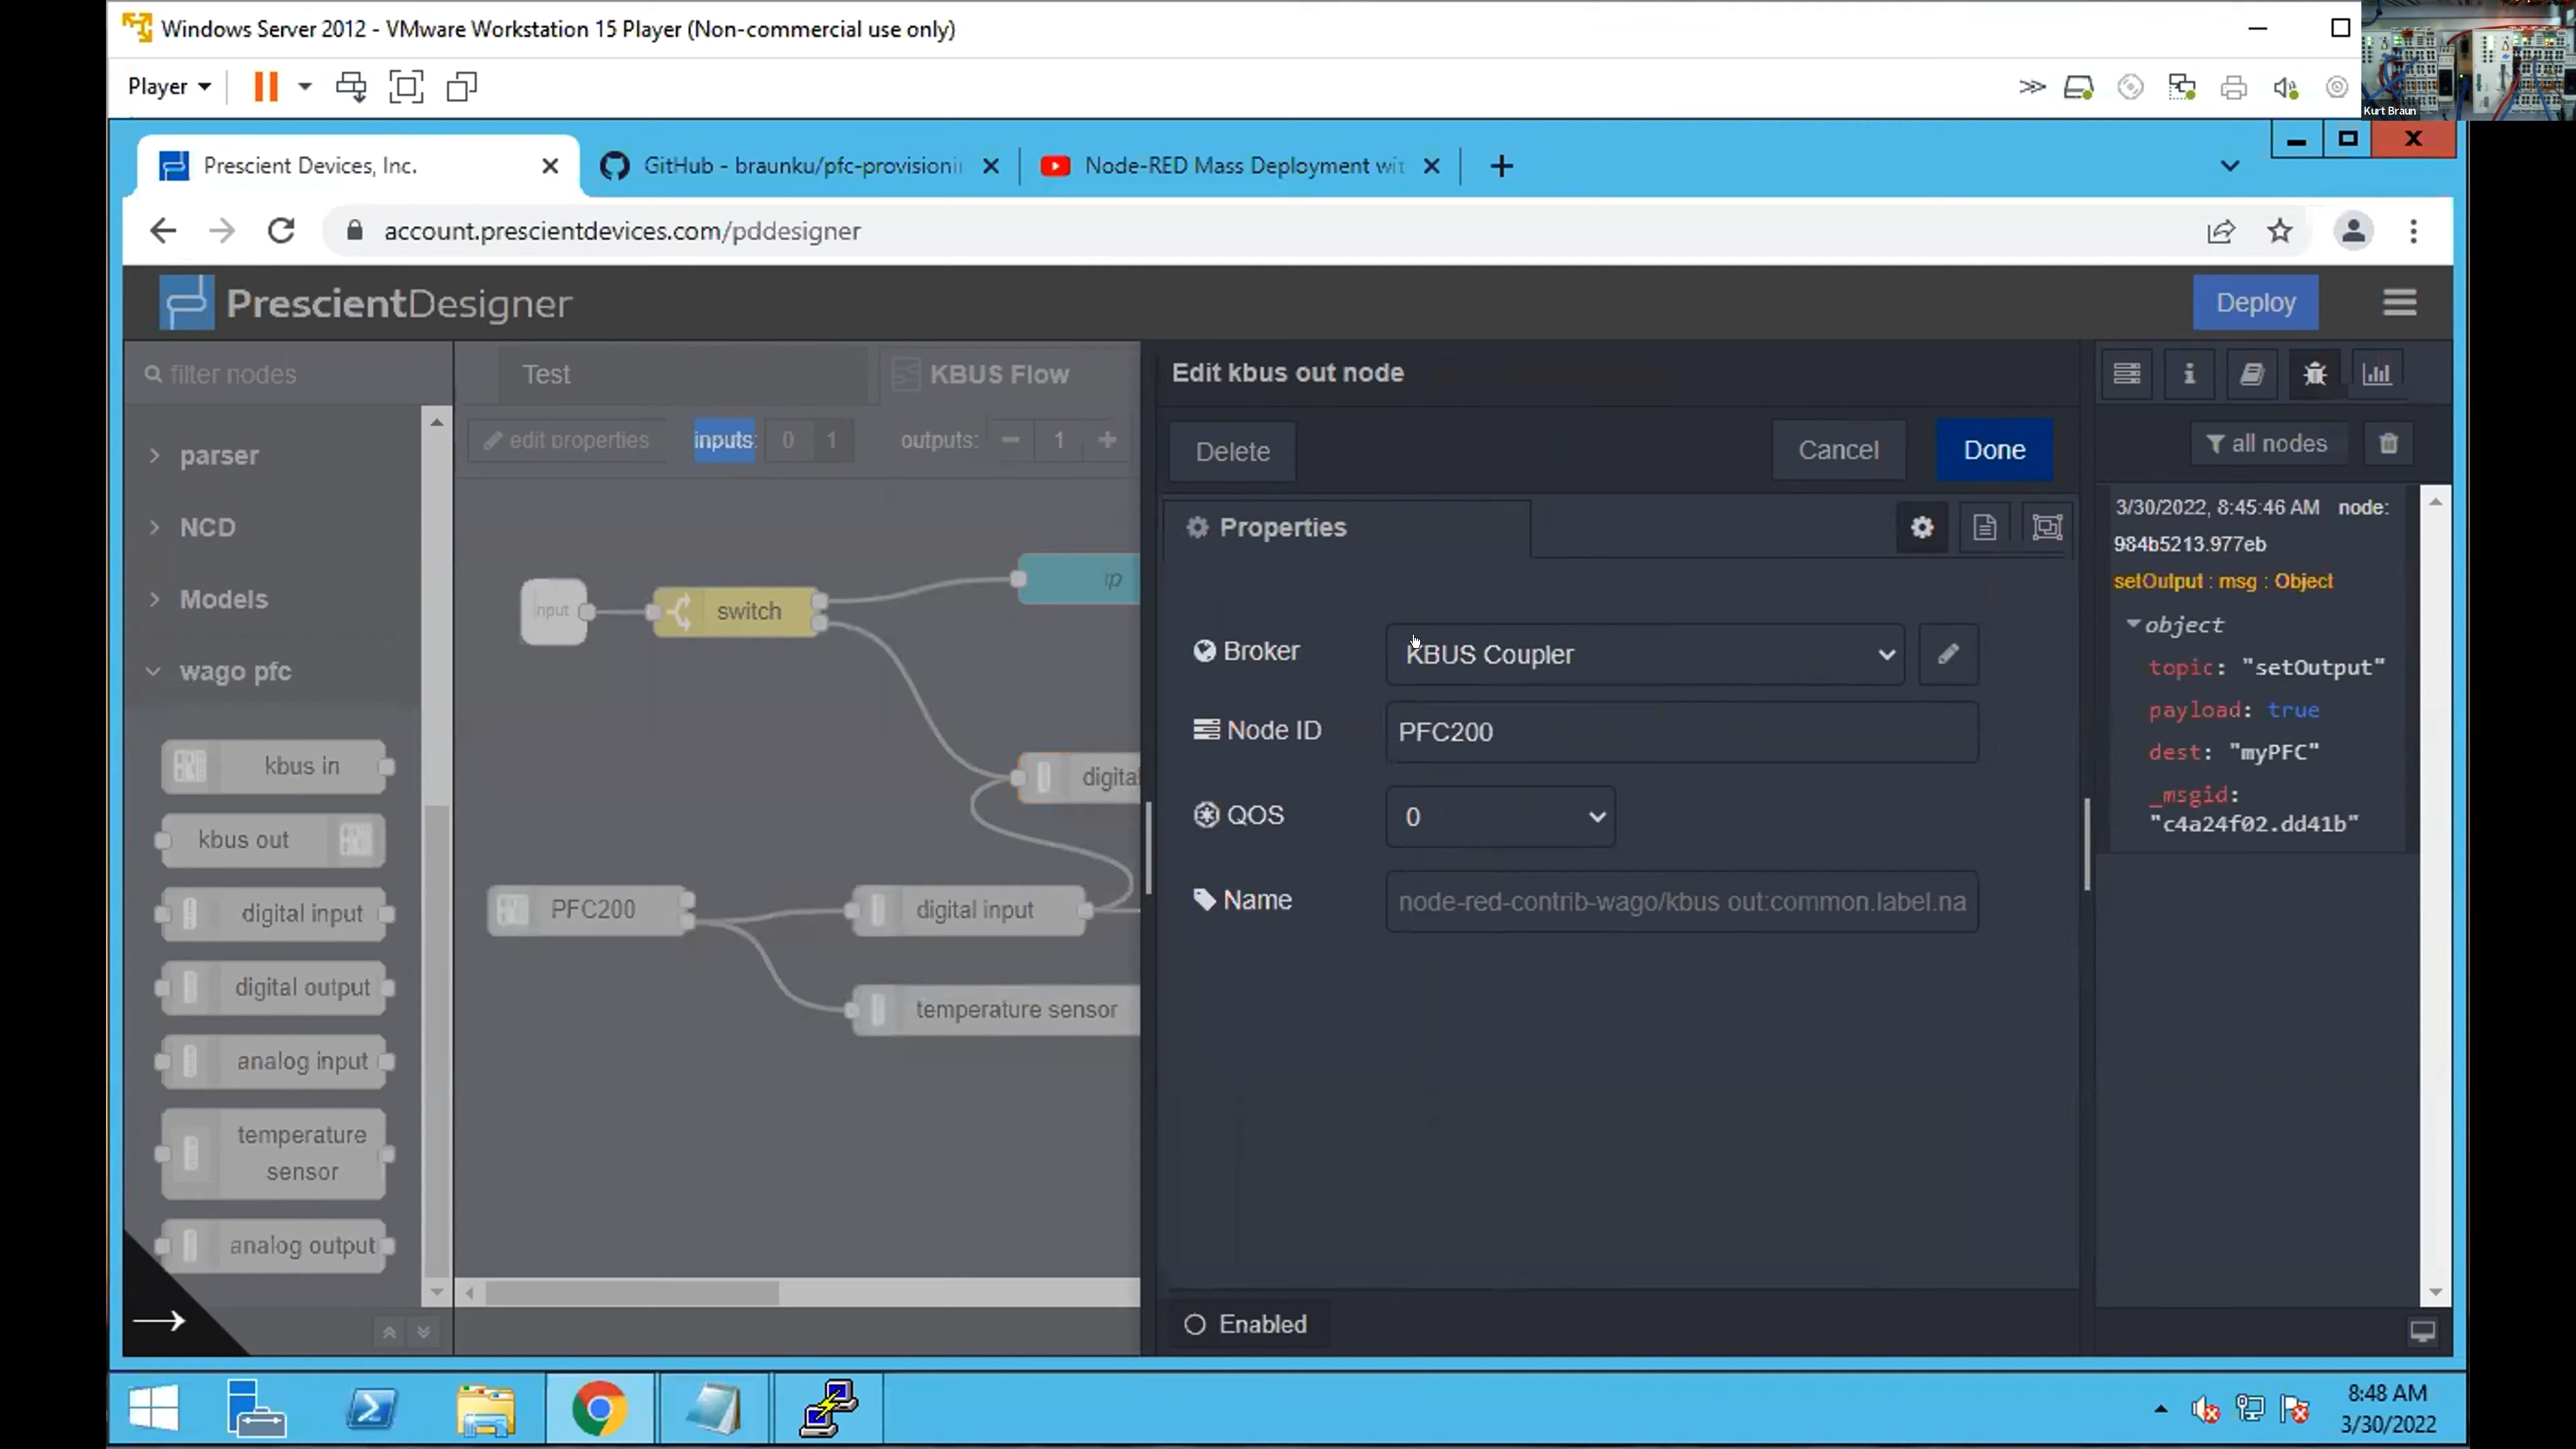 Windows Server 2012 - VMware Workstation 15 Player (Non-commercial use only)
Player
Kurt Braun
Prescient Devices, Inc.
GitHub - braunku/pfc-provisioni
Node-RED Mass Deployment wit
account.prescientdevices.com/pddesigner
PrescientDesigner
Deploy
filter nodes
parser
NCD
Models
wago pfc
kbus in
kbus out
digital input
digital output
analog input
temperature
sensor
analog output
Test
KBUS Flow
edit properties
inputs:
0
1
outputs:
1
nput
switch
ip
digital
PFC200
digital input
temperature sensor
Edit kbus out node
Delete
Cancel
Done
Properties
Broker
KBUS Coupler
Node ID
PFC200
QOS
0
Name
node-red-contrib-wago/kbus out:common.label.na
Enabled
all nodes
3/30/2022, 8:45:46 AM node:
984b5213.977eb
setOutput : msg : Object
object
topic: "setOutput"
payload: true
dest: "myPFC"
_msgid:
"c4a24f02.dd41b"
8:48 AM
3/30/2022